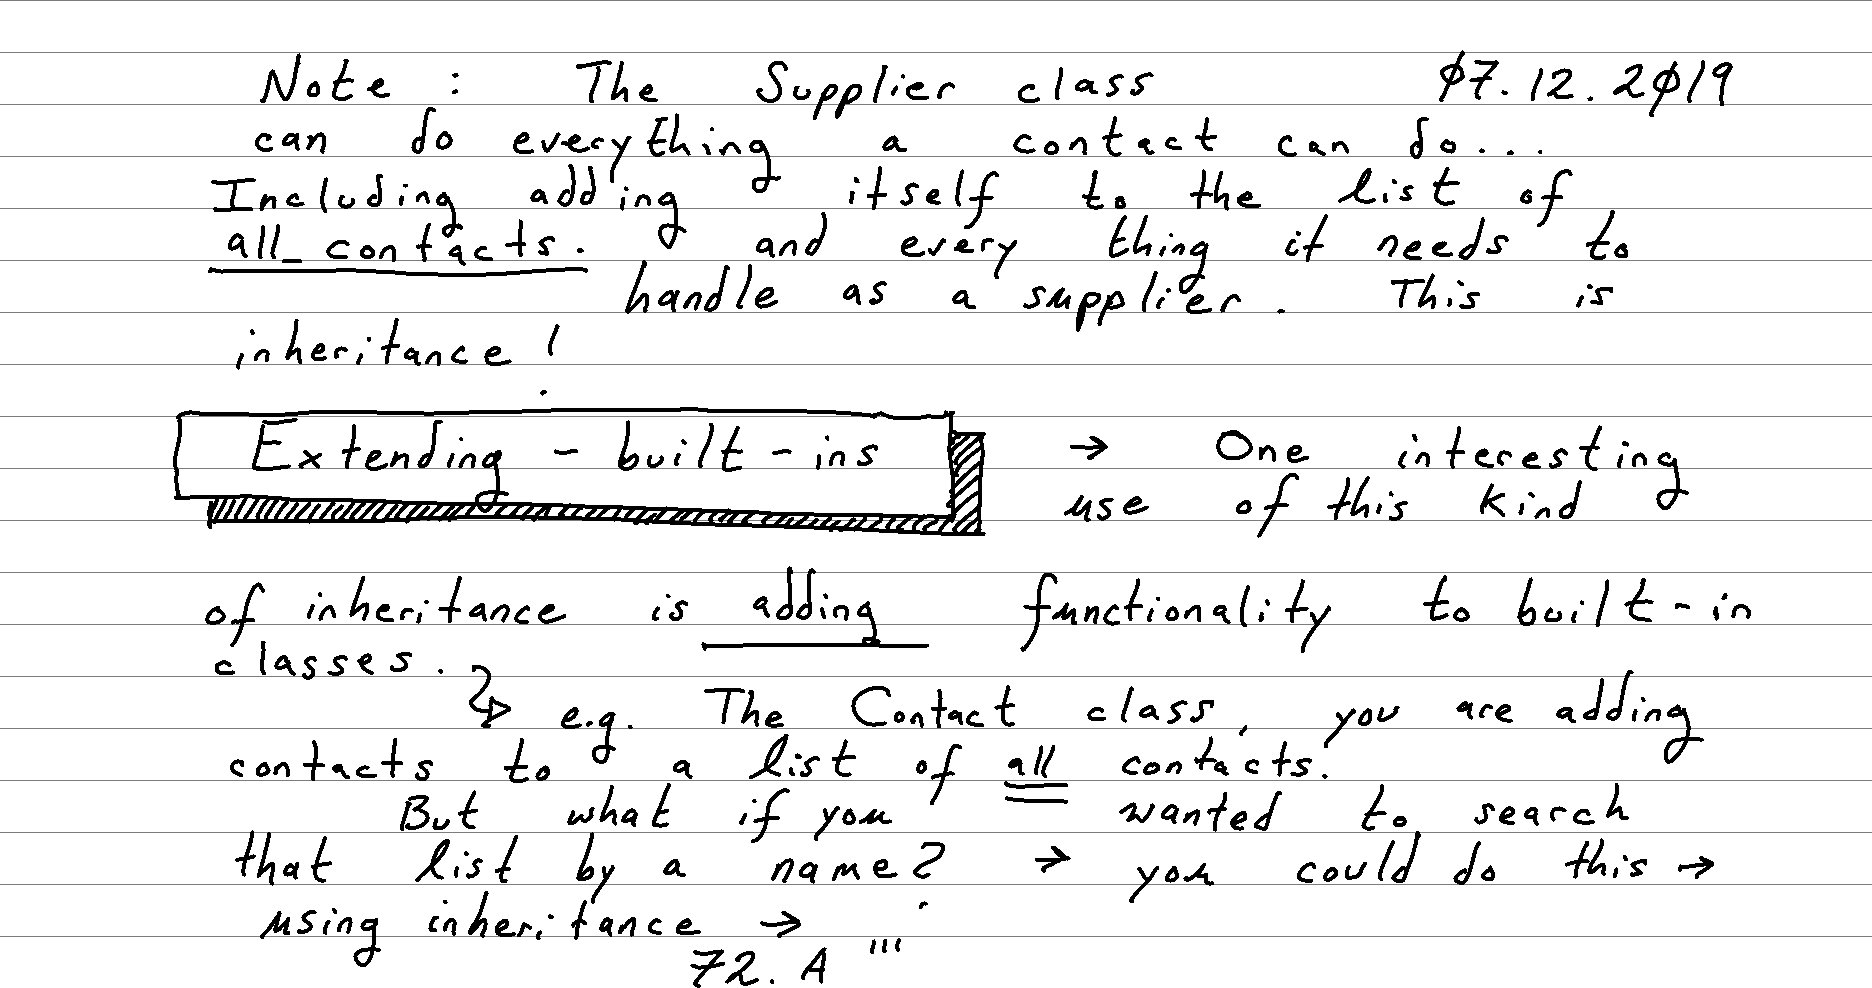 Note : The Supplier class 07.12.2019
can do everything a contact can do...
Including adding itself to the list of
all_contacts. and every thing it needs to
handle as a supplier. This is
inheritance!
Extending - built - ins → One interesting
use of this kind
of inheritance is adding functionality to built-in
classes.
e.g. The Contact class, you are adding
contacts to a list of all contacts.
But what if you wanted to search
that list by a name? → you could do this →
using inheritance →
72. A '''